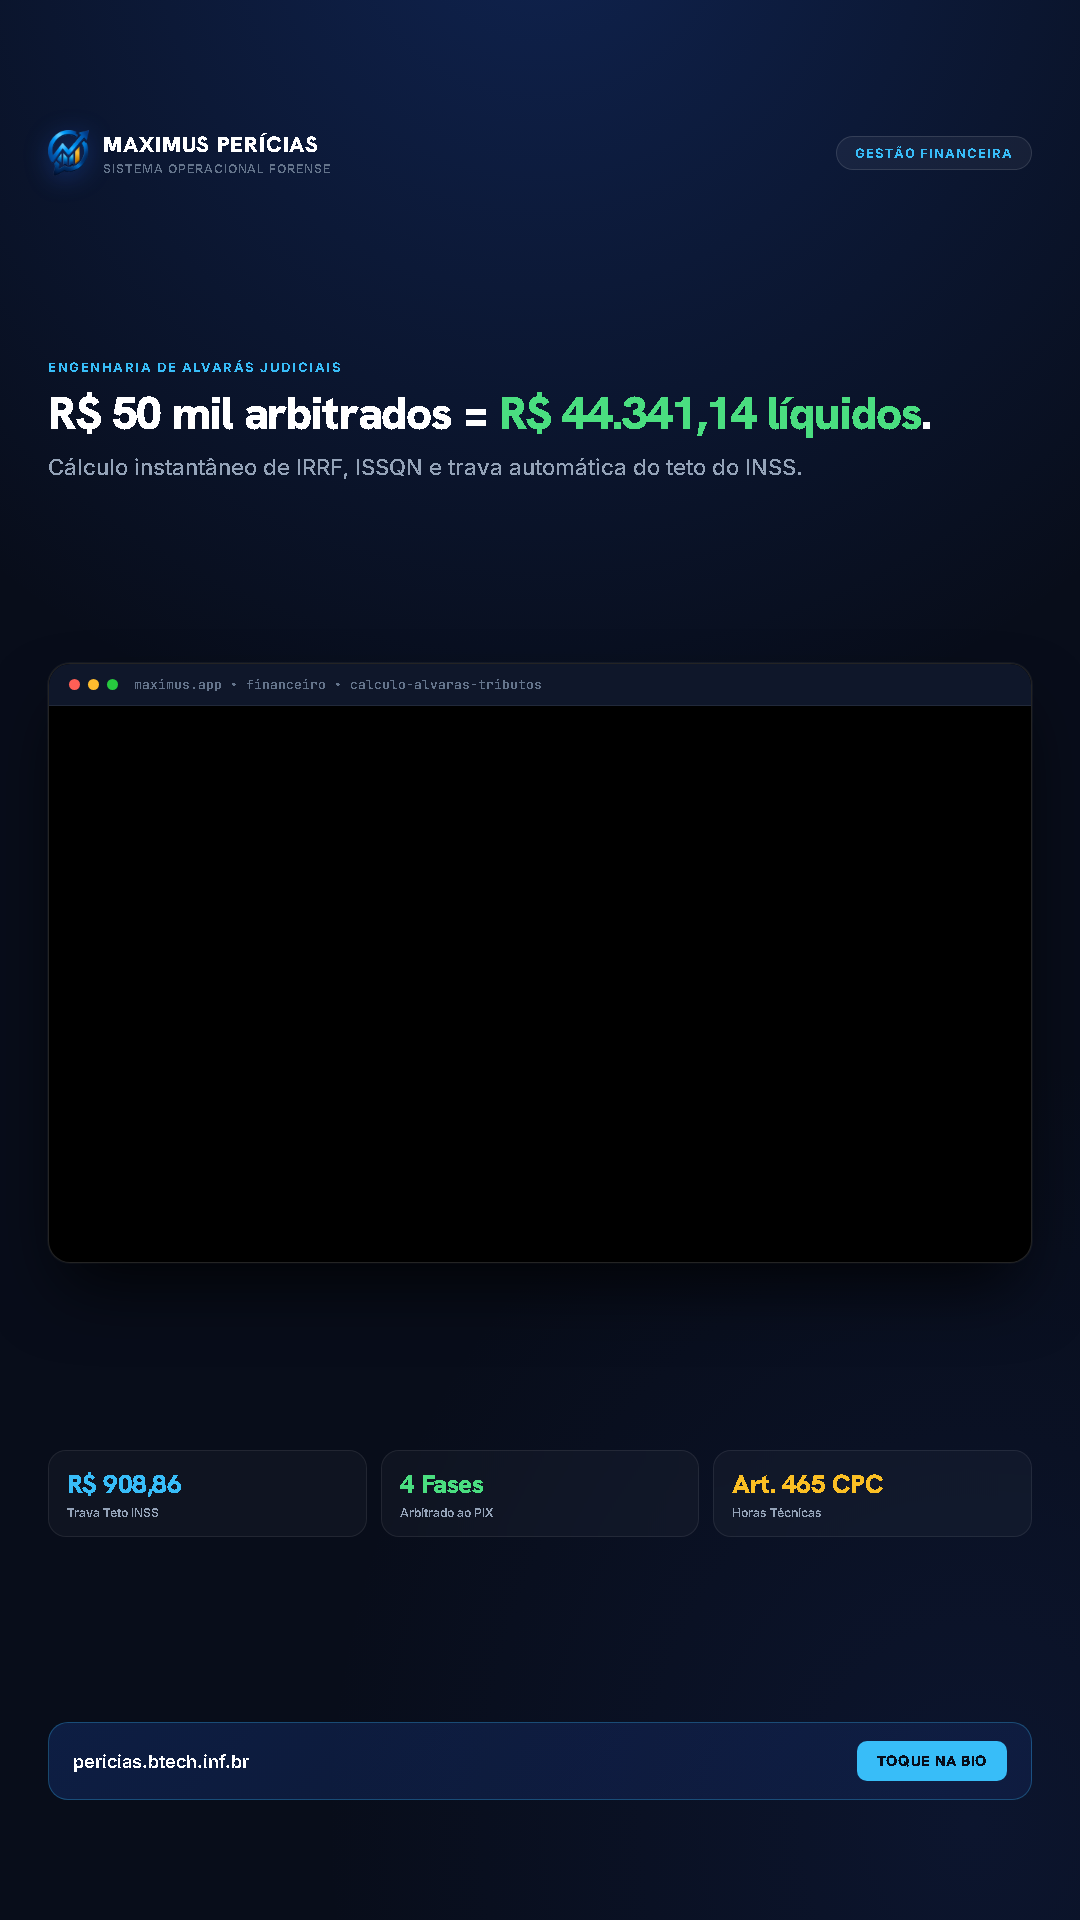 MAXIMUS PERÍCIAS
SISTEMA OPERACIONAL FORENSE
GESTÃO FINANCEIRA
ENGENHARIA DE ALVARÁS JUDICIAIS
R$ 50 mil arbitrados = R$ 44.341,14 líquidos.
Cálculo instantâneo de IRRF, ISSQN e trava automática do teto do INSS.
maximus.app • financeiro • calculo-alvaras-tributos
R$ 908,86
Trava Teto INSS
4 Fases
Arbitrado ao PIX
Art. 465 CPC
Horas Técnicas
pericias.btech.inf.br
TOQUE NA BIO